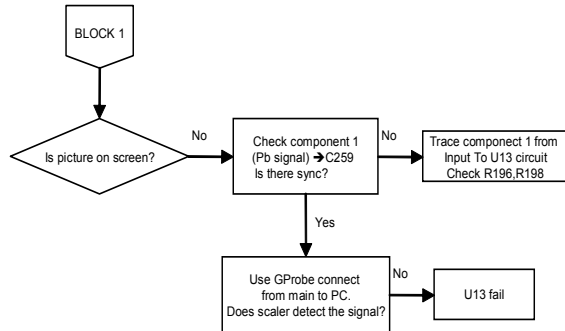 BLOCK 1
Is picture on screen?
No
Check component 1
(Pb signal) →C259
Is there sync?
No
Trace component 1 from
Input To U13 circuit
Check R196,R198
Yes
Use GProbe connect
from main to PC.
Does scaler detect the signal?
No
U13 fail